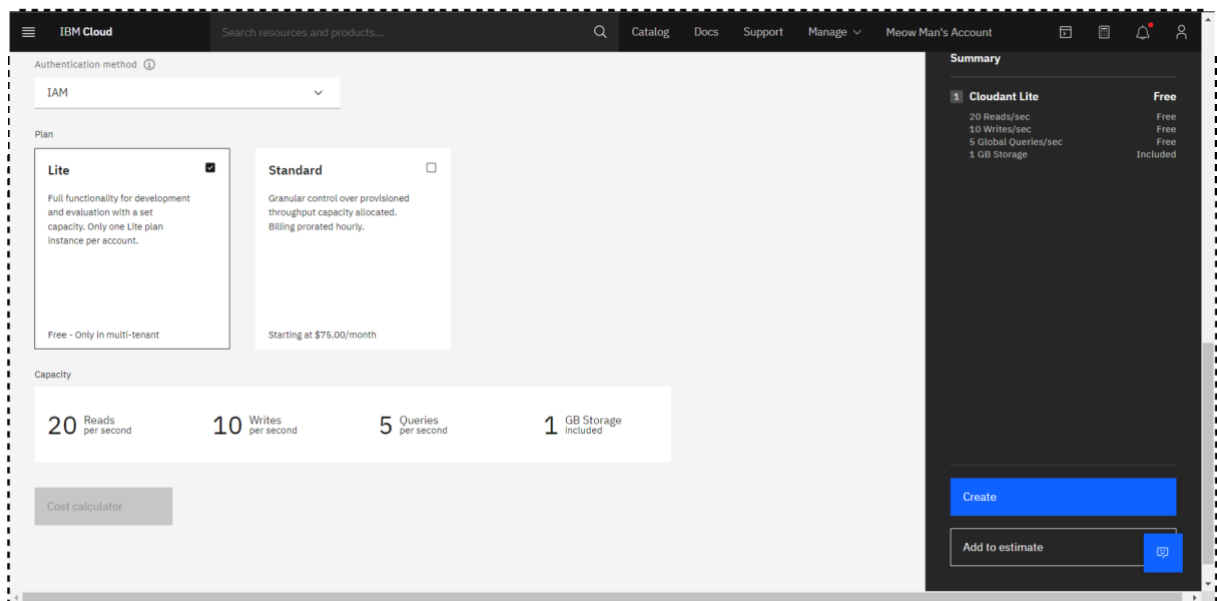 IBM Cloud
Search resources and products...
Catalog
Docs
Support
Manage
Meow Man's Account
Authentication method
IAM
Plan
Lite
Full functionality for development
and evaluation with a set
capacity. Only one Lite plan
instance per account.
Free - Only in multi-tenant
Standard
Granular control over provisioned
throughput capacity allocated.
Billing prorated hourly.
Starting at $75.00/month
Capacity
20 Reads
per second
10 Writes
per second
5 Queries
per second
1 GB Storage
included
Cost calculator
Summary
1 Cloudant Lite Free
20 Reads/sec Free
10 Writes/sec Free
5 Global Queries/sec Free
1 GB Storage Included
Create
Add to estimate